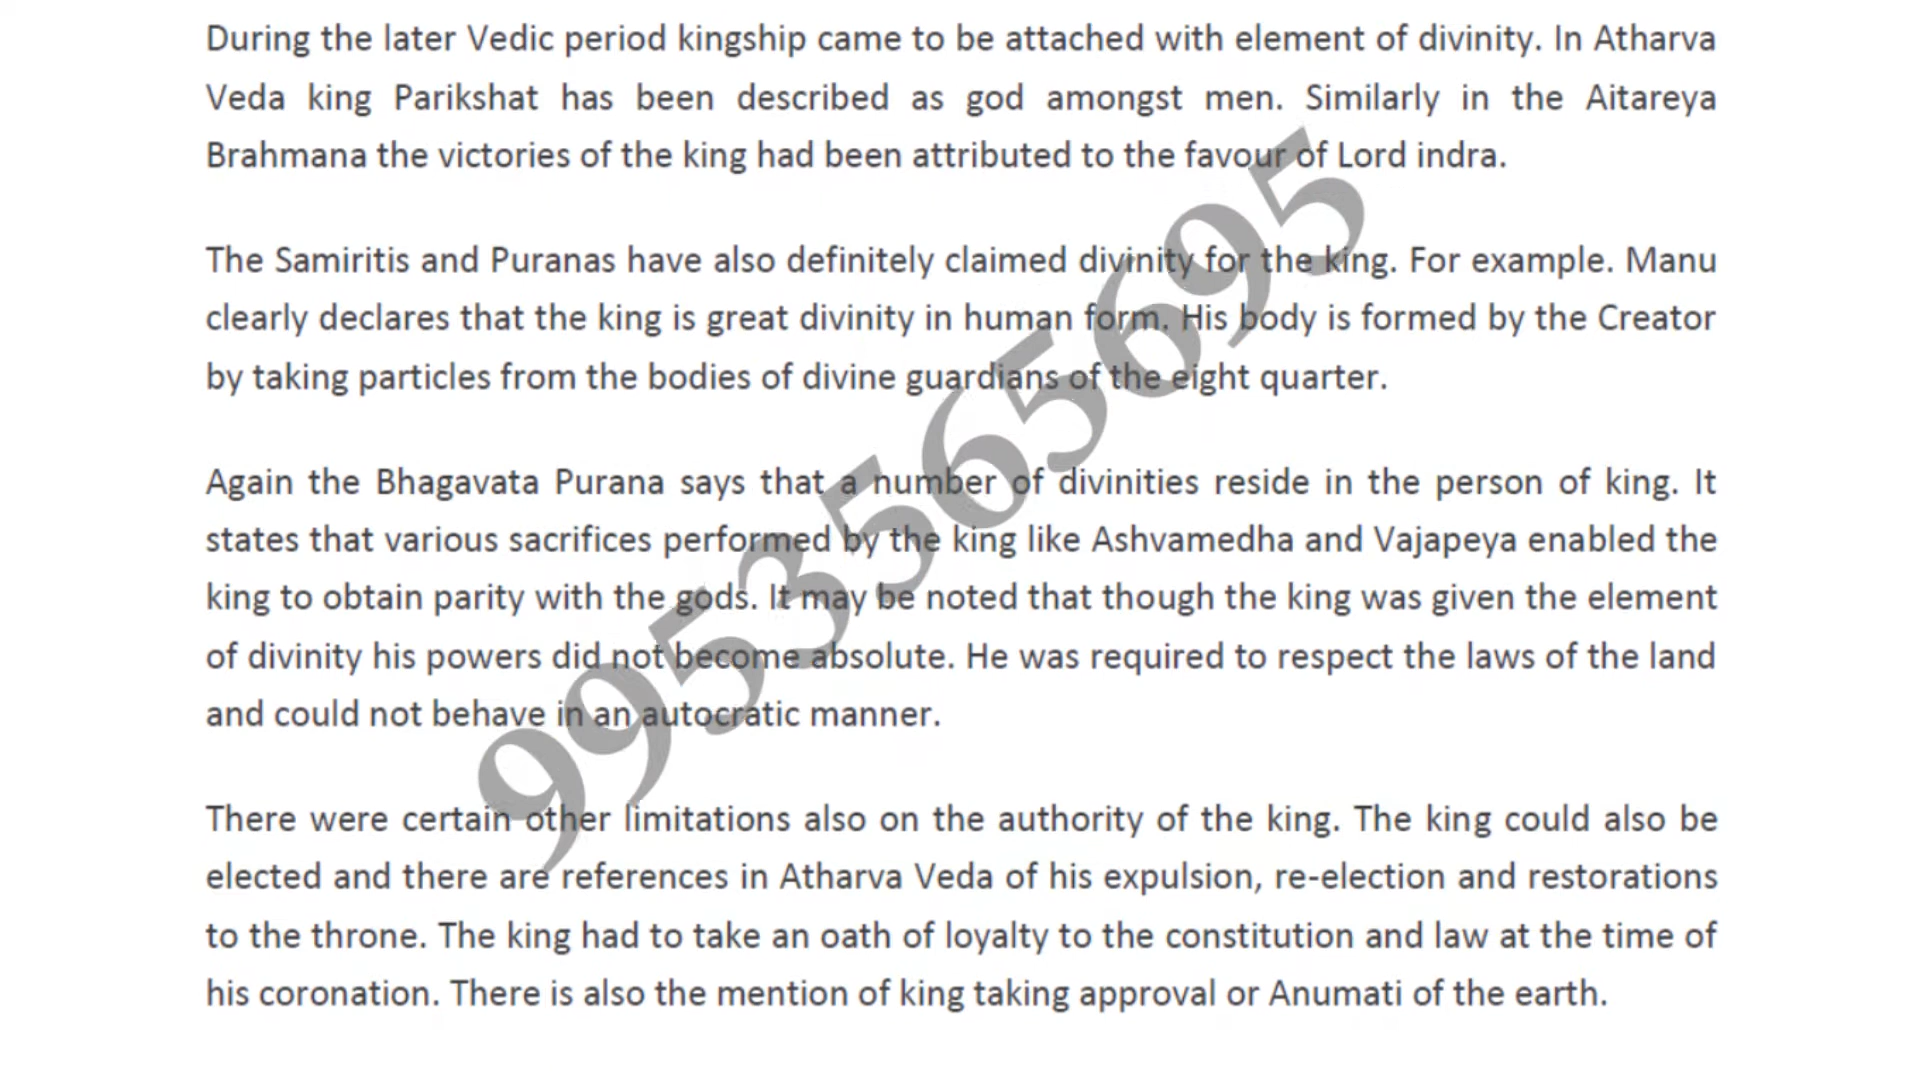 During the later Vedic period kingship came to be attached with element of divinity. In Atharva
Veda king Parikshat has been described as god amongst men. Similarly in the Aitareya
Brahmana the victories of the king had been attributed to the favour of Lord indra.
The Samiritis and Puranas have also definitely claimed divinity for the king. For example. Manu
clearly declares that the king is great divinity in human form. His body is formed by the Creator
by taking particles from the bodies of divine guardians of the eight quarter.
Again the Bhagavata Purana says that a number of divinities reside in the person of king. It
states that various sacrifices performed by the king like Ashvamedha and Vajapeya enabled the
king to obtain parity with the gods. It may be noted that though the king was given the element
of divinity his powers did not become absolute. He was required to respect the laws of the land
and could not behave in an autocratic manner.
There were certain other limitations also on the authority of the king. The king could also be
elected and there are references in Atharva Veda of his expulsion, re-election and restorations
to the throne. The king had to take an oath of loyalty to the constitution and law at the time of
his coronation. There is also the mention of king taking approval or Anumati of the earth.
9953565695